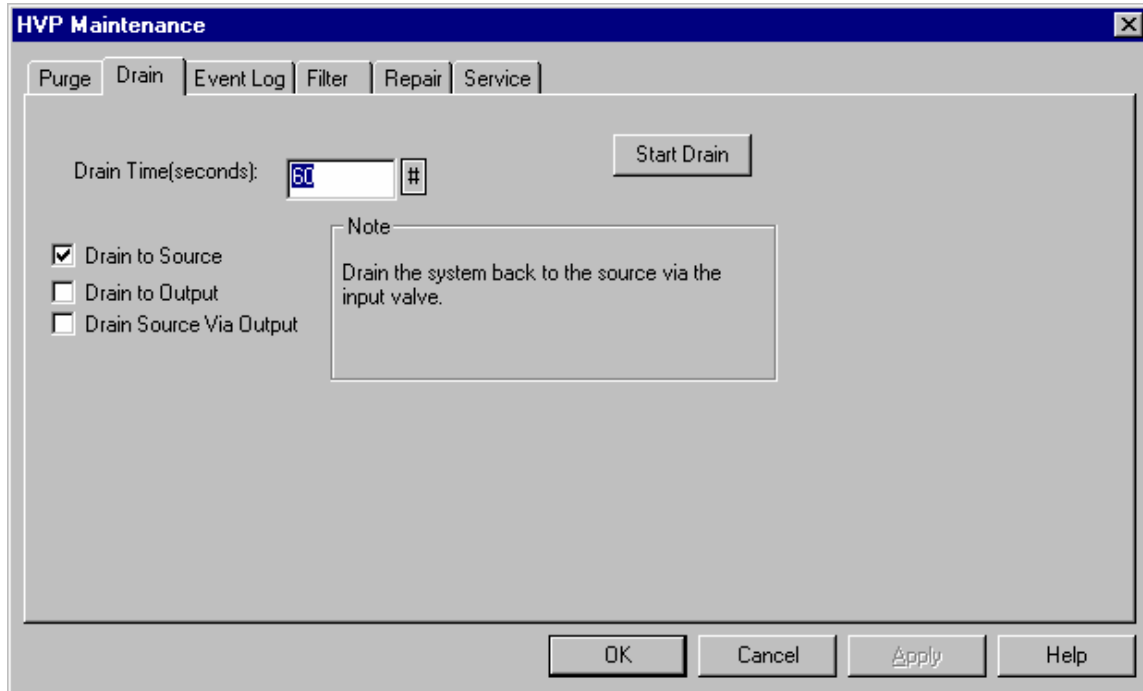 HVP Maintenance
Purge Drain Event Log Filter Repair Service
Drain Time(seconds): 60 # Start Drain
Note
Drain to Source
Drain to Output
Drain Source Via Output
Drain the system back to the source via the
input valve.
OK Cancel Apply Help